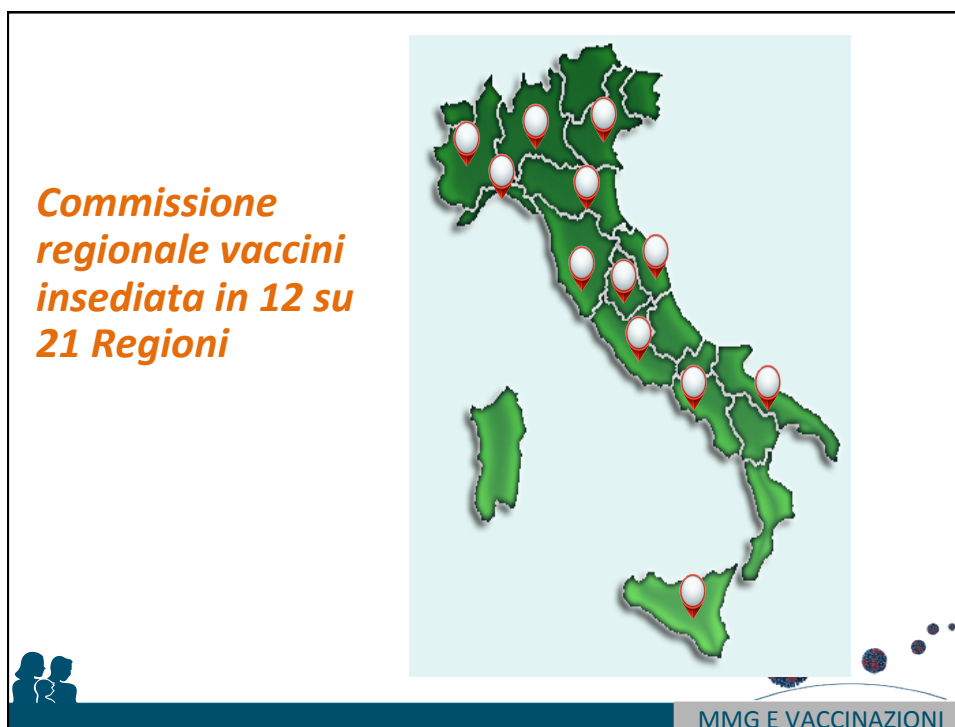 Commissione
regionale vaccini
insediata in 12 su
21 Regioni
MMG E VACCINAZIONI